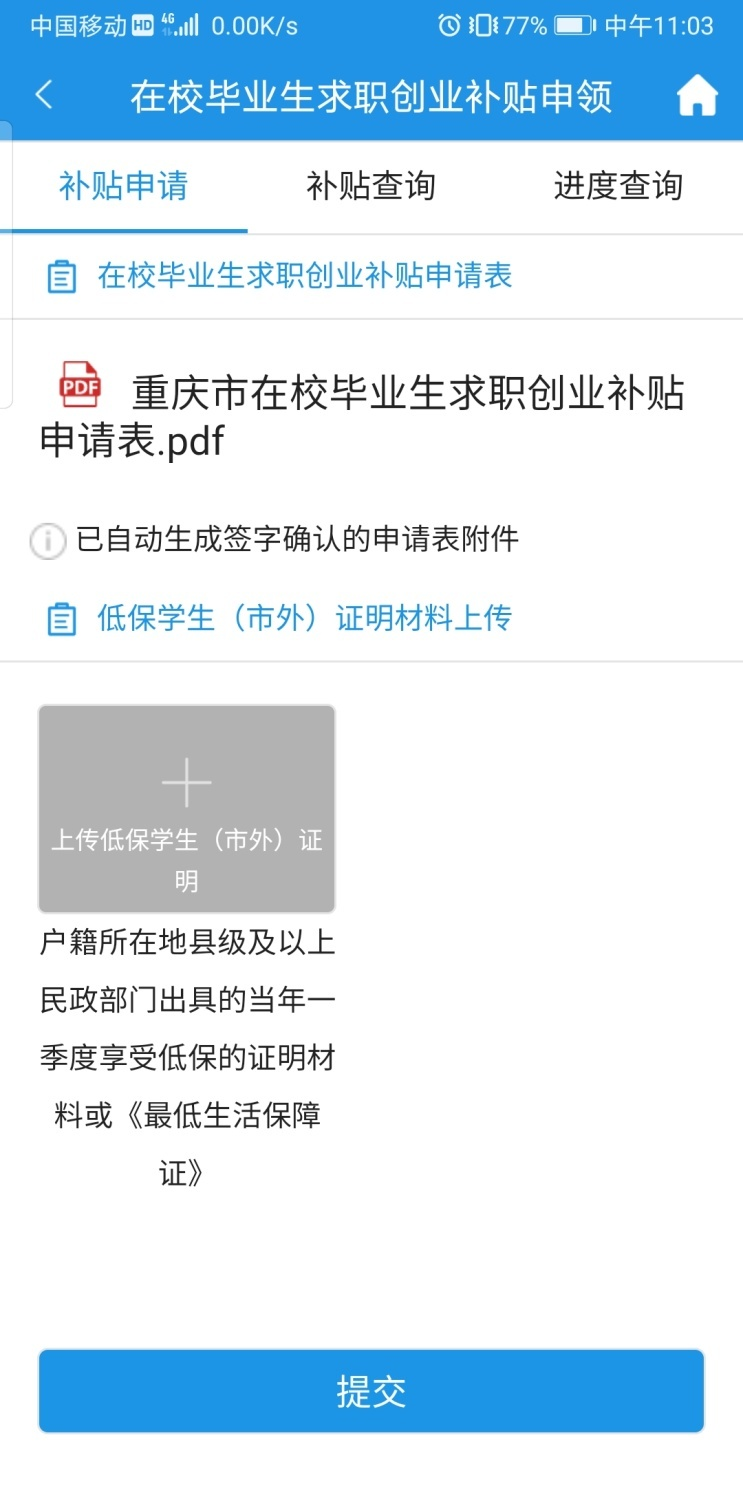 中国移动 HD 4G 0.00K/s 77% 中午11:03
在校毕业生求职创业补贴申领
补贴申请 补贴查询 进度查询
在校毕业生求职创业补贴申请表
PDF 重庆市在校毕业生求职创业补贴
申请表.pdf
已自动生成签字确认的申请表附件
低保学生（市外）证明材料上传
上传低保学生（市外）证
明
户籍所在地县级及以上
民政部门出具的当年一
季度享受低保的证明材
料或《最低生活保障
证》
提交